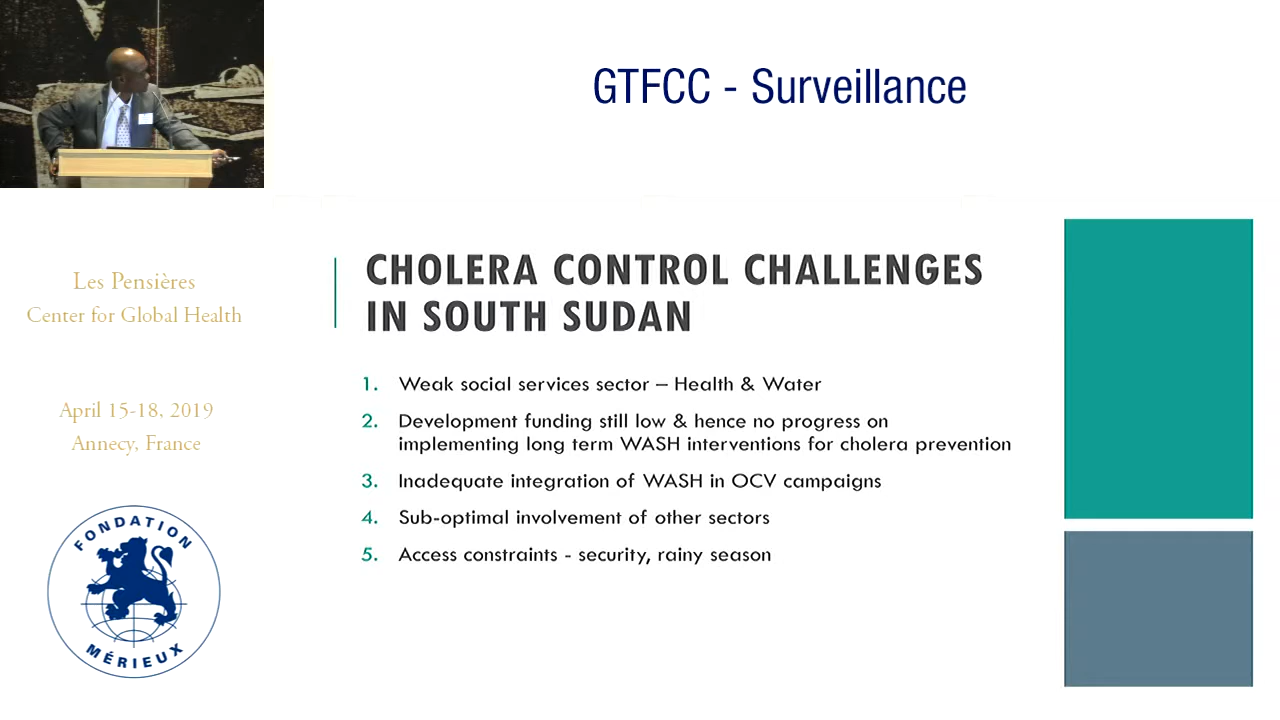 GTFCC - Surveillance
Les Pensières
Center for Global Health
April 15-18, 2019
Annecy, France
FONDATION
MÉRIEUX
CHOLERA CONTROL CHALLENGES
IN SOUTH SUDAN
1. Weak social services sector – Health & Water
2. Development funding still low & hence no progress on
implementing long term WASH interventions for cholera prevention
3. Inadequate integration of WASH in OCV campaigns
4. Sub-optimal involvement of other sectors
5. Access constraints - security, rainy season